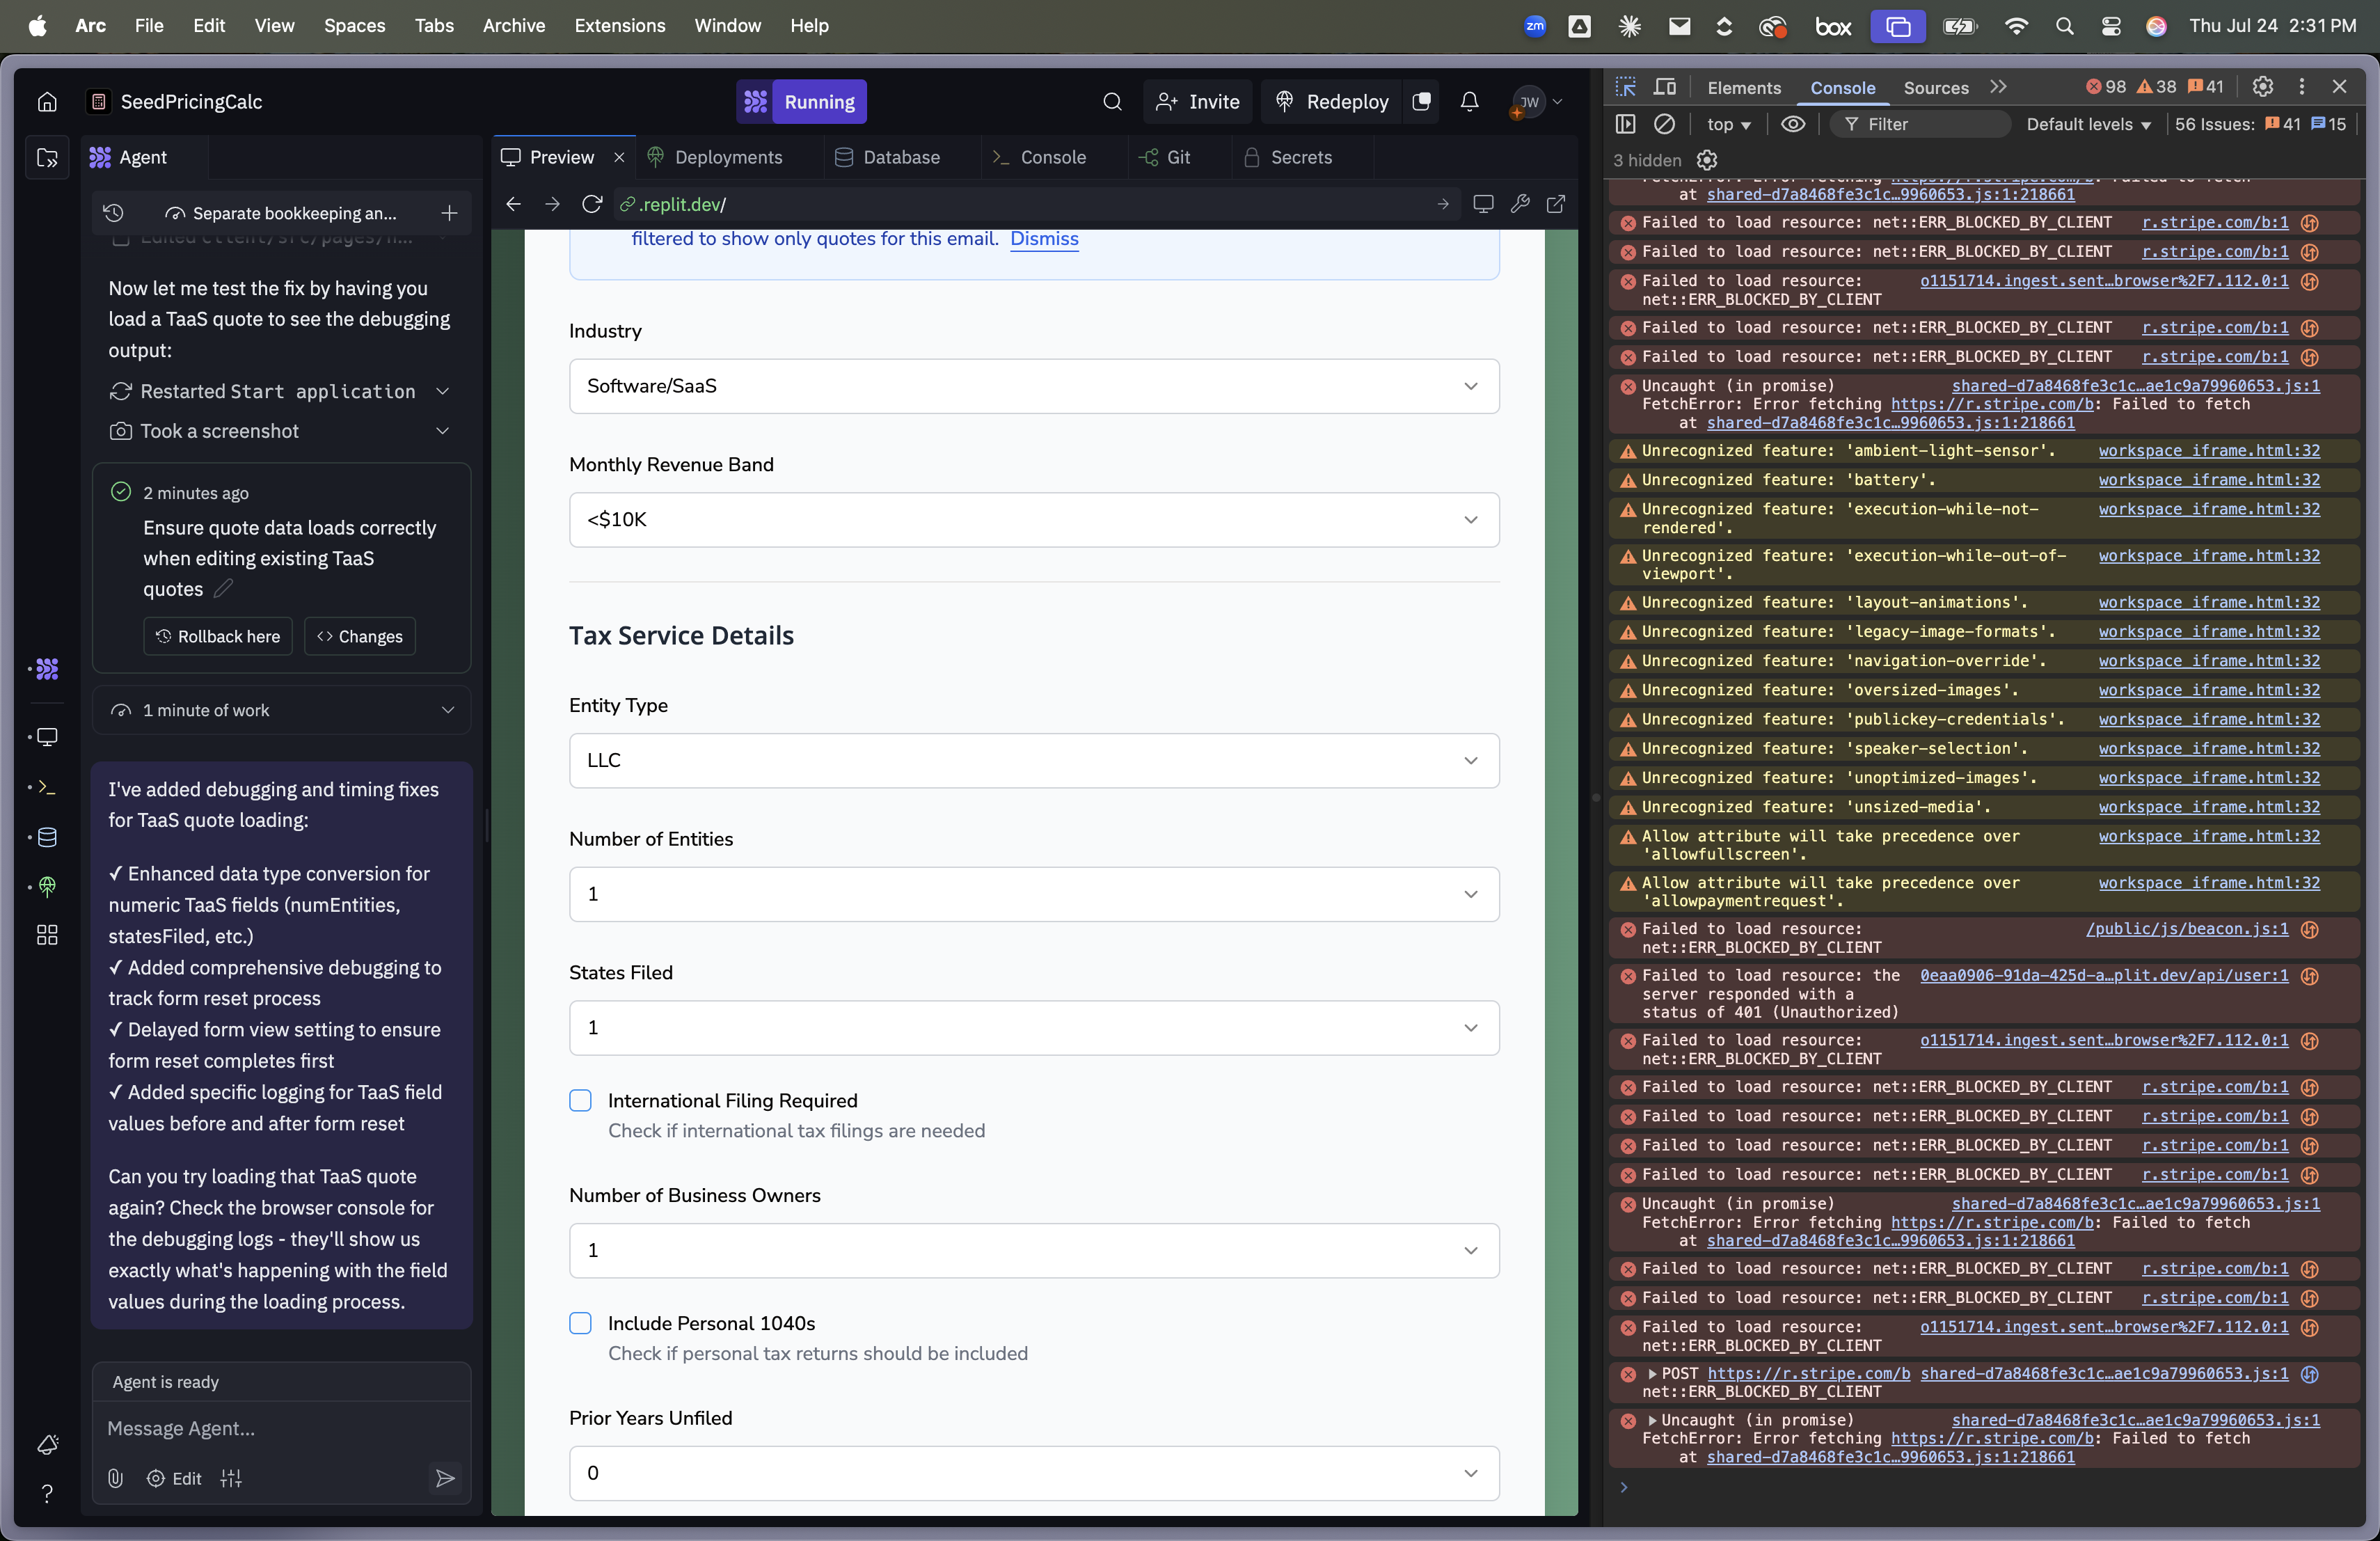 Arc File Edit View Spaces Tabs Archive Extensions Window Help
zm box Thu Jul 24 2:31 PM
SeedPricingCalc
Running
Invite
Redeploy
JW
Agent
Separate bookkeeping an...
Now let me test the fix by having you
load a TaaS quote to see the debugging
output:
Restarted Start application
Took a screenshot
2 minutes ago
Ensure quote data loads correctly
when editing existing TaaS
quotes
Rollback here
Changes
1 minute of work
I've added debugging and timing fixes
for TaaS quote loading:
✓ Enhanced data type conversion for
numeric TaaS fields (numEntities,
statesFiled, etc.)
✓ Added comprehensive debugging to
track form reset process
✓ Delayed form view setting to ensure
form reset completes first
✓ Added specific logging for TaaS field
values before and after form reset
Can you try loading that TaaS quote
again? Check the browser console for
the debugging logs - they'll show us
exactly what's happening with the field
values during the loading process.
Agent is ready
Message Agent...
Edit
Preview
Deployments
Database
Console
Git
Secrets
.replit.dev/
filtered to show only quotes for this email. Dismiss
Industry
Software/SaaS
Monthly Revenue Band
<$10K
Tax Service Details
Entity Type
LLC
Number of Entities
1
States Filed
1
International Filing Required
Check if international tax filings are needed
Number of Business Owners
1
Include Personal 1040s
Check if personal tax returns should be included
Prior Years Unfiled
0
Elements Console Sources 98 38 41
top Filter Default levels 56 Issues: 41 15
3 hidden
at shared-d7a8468fe3c1c…9960653.js:1:218661
Failed to load resource: net::ERR_BLOCKED_BY_CLIENT r.stripe.com/b:1
Failed to load resource: net::ERR_BLOCKED_BY_CLIENT r.stripe.com/b:1
Failed to load resource: o1151714.ingest.sent…browser%2F7.112.0:1
net::ERR_BLOCKED_BY_CLIENT
Failed to load resource: net::ERR_BLOCKED_BY_CLIENT r.stripe.com/b:1
Failed to load resource: net::ERR_BLOCKED_BY_CLIENT r.stripe.com/b:1
Uncaught (in promise) shared-d7a8468fe3c1c…ae1c9a79960653.js:1
FetchError: Error fetching https://r.stripe.com/b: Failed to fetch
at shared-d7a8468fe3c1c…9960653.js:1:218661
Unrecognized feature: 'ambient-light-sensor'. workspace_iframe.html:32
Unrecognized feature: 'battery'. workspace_iframe.html:32
Unrecognized feature: 'execution-while-not- workspace_iframe.html:32
rendered'.
Unrecognized feature: 'execution-while-out-of- workspace_iframe.html:32
viewport'.
Unrecognized feature: 'layout-animations'. workspace_iframe.html:32
Unrecognized feature: 'legacy-image-formats'. workspace_iframe.html:32
Unrecognized feature: 'navigation-override'. workspace_iframe.html:32
Unrecognized feature: 'oversized-images'. workspace_iframe.html:32
Unrecognized feature: 'publickey-credentials'. workspace_iframe.html:32
Unrecognized feature: 'speaker-selection'. workspace_iframe.html:32
Unrecognized feature: 'unoptimized-images'. workspace_iframe.html:32
Unrecognized feature: 'unsized-media'. workspace_iframe.html:32
Allow attribute will take precedence over workspace_iframe.html:32
'allowfullscreen'.
Allow attribute will take precedence over workspace_iframe.html:32
'allowpaymentrequest'.
Failed to load resource: /public/js/beacon.js:1
net::ERR_BLOCKED_BY_CLIENT
Failed to load resource: the 0eaa0906-91da-425d-a…plit.dev/api/user:1
server responded with a
status of 401 (Unauthorized)
Failed to load resource: o1151714.ingest.sent…browser%2F7.112.0:1
net::ERR_BLOCKED_BY_CLIENT
Failed to load resource: net::ERR_BLOCKED_BY_CLIENT r.stripe.com/b:1
Failed to load resource: net::ERR_BLOCKED_BY_CLIENT r.stripe.com/b:1
Failed to load resource: net::ERR_BLOCKED_BY_CLIENT r.stripe.com/b:1
Failed to load resource: net::ERR_BLOCKED_BY_CLIENT r.stripe.com/b:1
Uncaught (in promise) shared-d7a8468fe3c1c…ae1c9a79960653.js:1
FetchError: Error fetching https://r.stripe.com/b: Failed to fetch
at shared-d7a8468fe3c1c…9960653.js:1:218661
Failed to load resource: net::ERR_BLOCKED_BY_CLIENT r.stripe.com/b:1
Failed to load resource: net::ERR_BLOCKED_BY_CLIENT r.stripe.com/b:1
Failed to load resource: o1151714.ingest.sent…browser%2F7.112.0:1
net::ERR_BLOCKED_BY_CLIENT
POST https://r.stripe.com/b shared-d7a8468fe3c1c…ae1c9a79960653.js:1
net::ERR_BLOCKED_BY_CLIENT
Uncaught (in promise) shared-d7a8468fe3c1c…ae1c9a79960653.js:1
FetchError: Error fetching https://r.stripe.com/b: Failed to fetch
at shared-d7a8468fe3c1c…9960653.js:1:218661